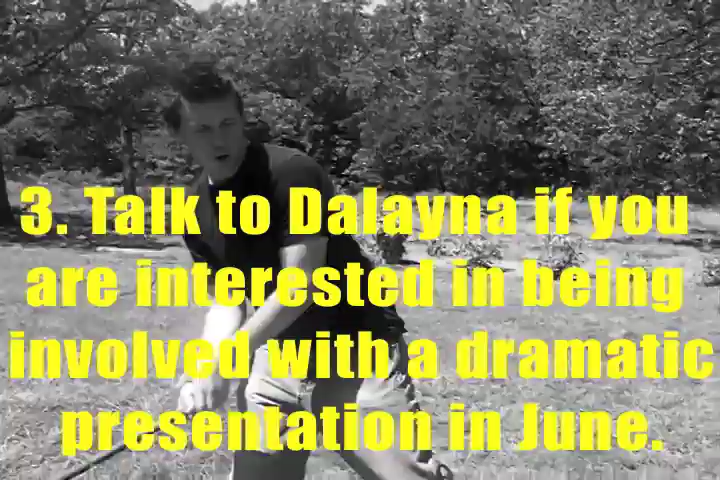 3. Talk to Dalayna if you
are interested in being
involved with a dramatic
presentation in June.